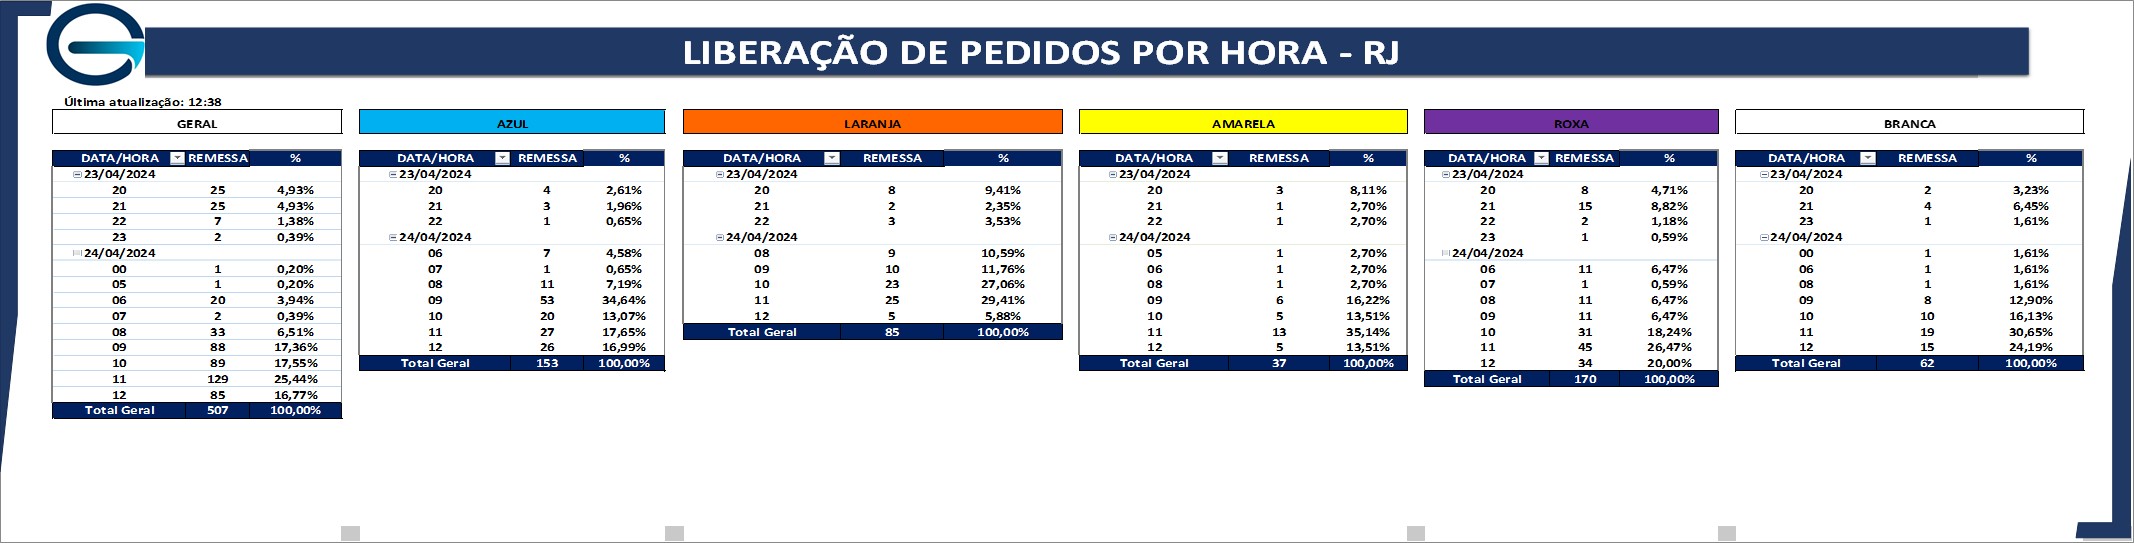 LIBERAÇÃO DE PEDIDOS POR HORA - RJ
Última atualização: 12:38
GERAL
DATA/HORA REMESSA %
23/04/2024
20 25 4,93%
21 25 4,93%
22 7 1,38%
23 2 0,39%
24/04/2024
00 1 0,20%
05 1 0,20%
06 20 3,94%
07 2 0,39%
08 33 6,51%
09 88 17,36%
10 89 17,55%
11 129 25,44%
12 85 16,77%
Total Geral 507 100,00%
AZUL
DATA/HORA REMESSA %
23/04/2024
20 4 2,61%
21 3 1,96%
22 1 0,65%
24/04/2024
06 7 4,58%
07 1 0,65%
08 11 7,19%
09 53 34,64%
10 20 13,07%
11 27 17,65%
12 26 16,99%
Total Geral 153 100,00%
LARANJA
DATA/HORA REMESSA %
23/04/2024
20 8 9,41%
21 2 2,35%
22 3 3,53%
24/04/2024
08 9 10,59%
09 10 11,76%
10 23 27,06%
11 25 29,41%
12 5 5,88%
Total Geral 85 100,00%
AMARELA
DATA/HORA REMESSA %
23/04/2024
20 3 8,11%
21 1 2,70%
22 1 2,70%
24/04/2024
05 1 2,70%
06 1 2,70%
08 1 2,70%
09 6 16,22%
10 5 13,51%
11 13 35,14%
12 5 13,51%
Total Geral 37 100,00%
ROXA
DATA/HORA REMESSA %
23/04/2024
20 8 4,71%
21 15 8,82%
22 2 1,18%
23 1 0,59%
24/04/2024
06 11 6,47%
07 1 0,59%
08 11 6,47%
09 11 6,47%
10 31 18,24%
11 45 26,47%
12 34 20,00%
Total Geral 170 100,00%
BRANCA
DATA/HORA REMESSA %
23/04/2024
20 2 3,23%
21 4 6,45%
23 1 1,61%
24/04/2024
00 1 1,61%
06 1 1,61%
08 1 1,61%
09 8 12,90%
10 10 16,13%
11 19 30,65%
12 15 24,19%
Total Geral 62 100,00%